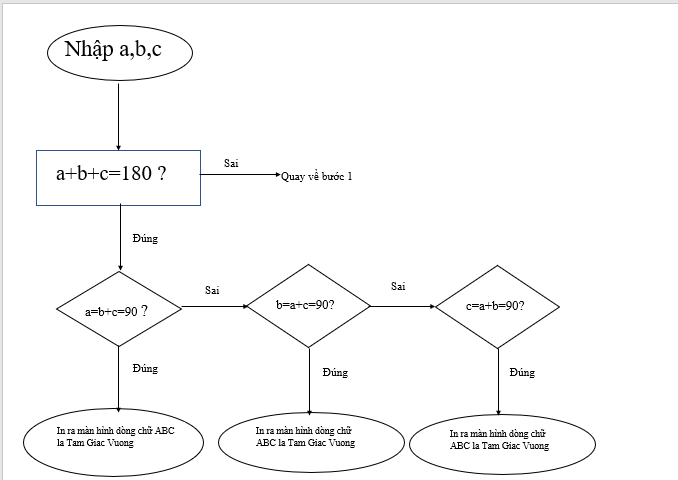 Nhập a,b,c
a+b+c=180 ?
Sai
Quay về bước 1
Đúng
a=b+c=90 ?
Sai
b=a+c=90?
Sai
c=a+b=90?
Đúng
Đúng
Đúng
In ra màn hình dòng chữ ABC
la Tam Giac Vuong
In ra màn hình dòng chữ
ABC la Tam Giac Vuong
In ra màn hình dòng chữ
ABC la Tam Giac Vuong